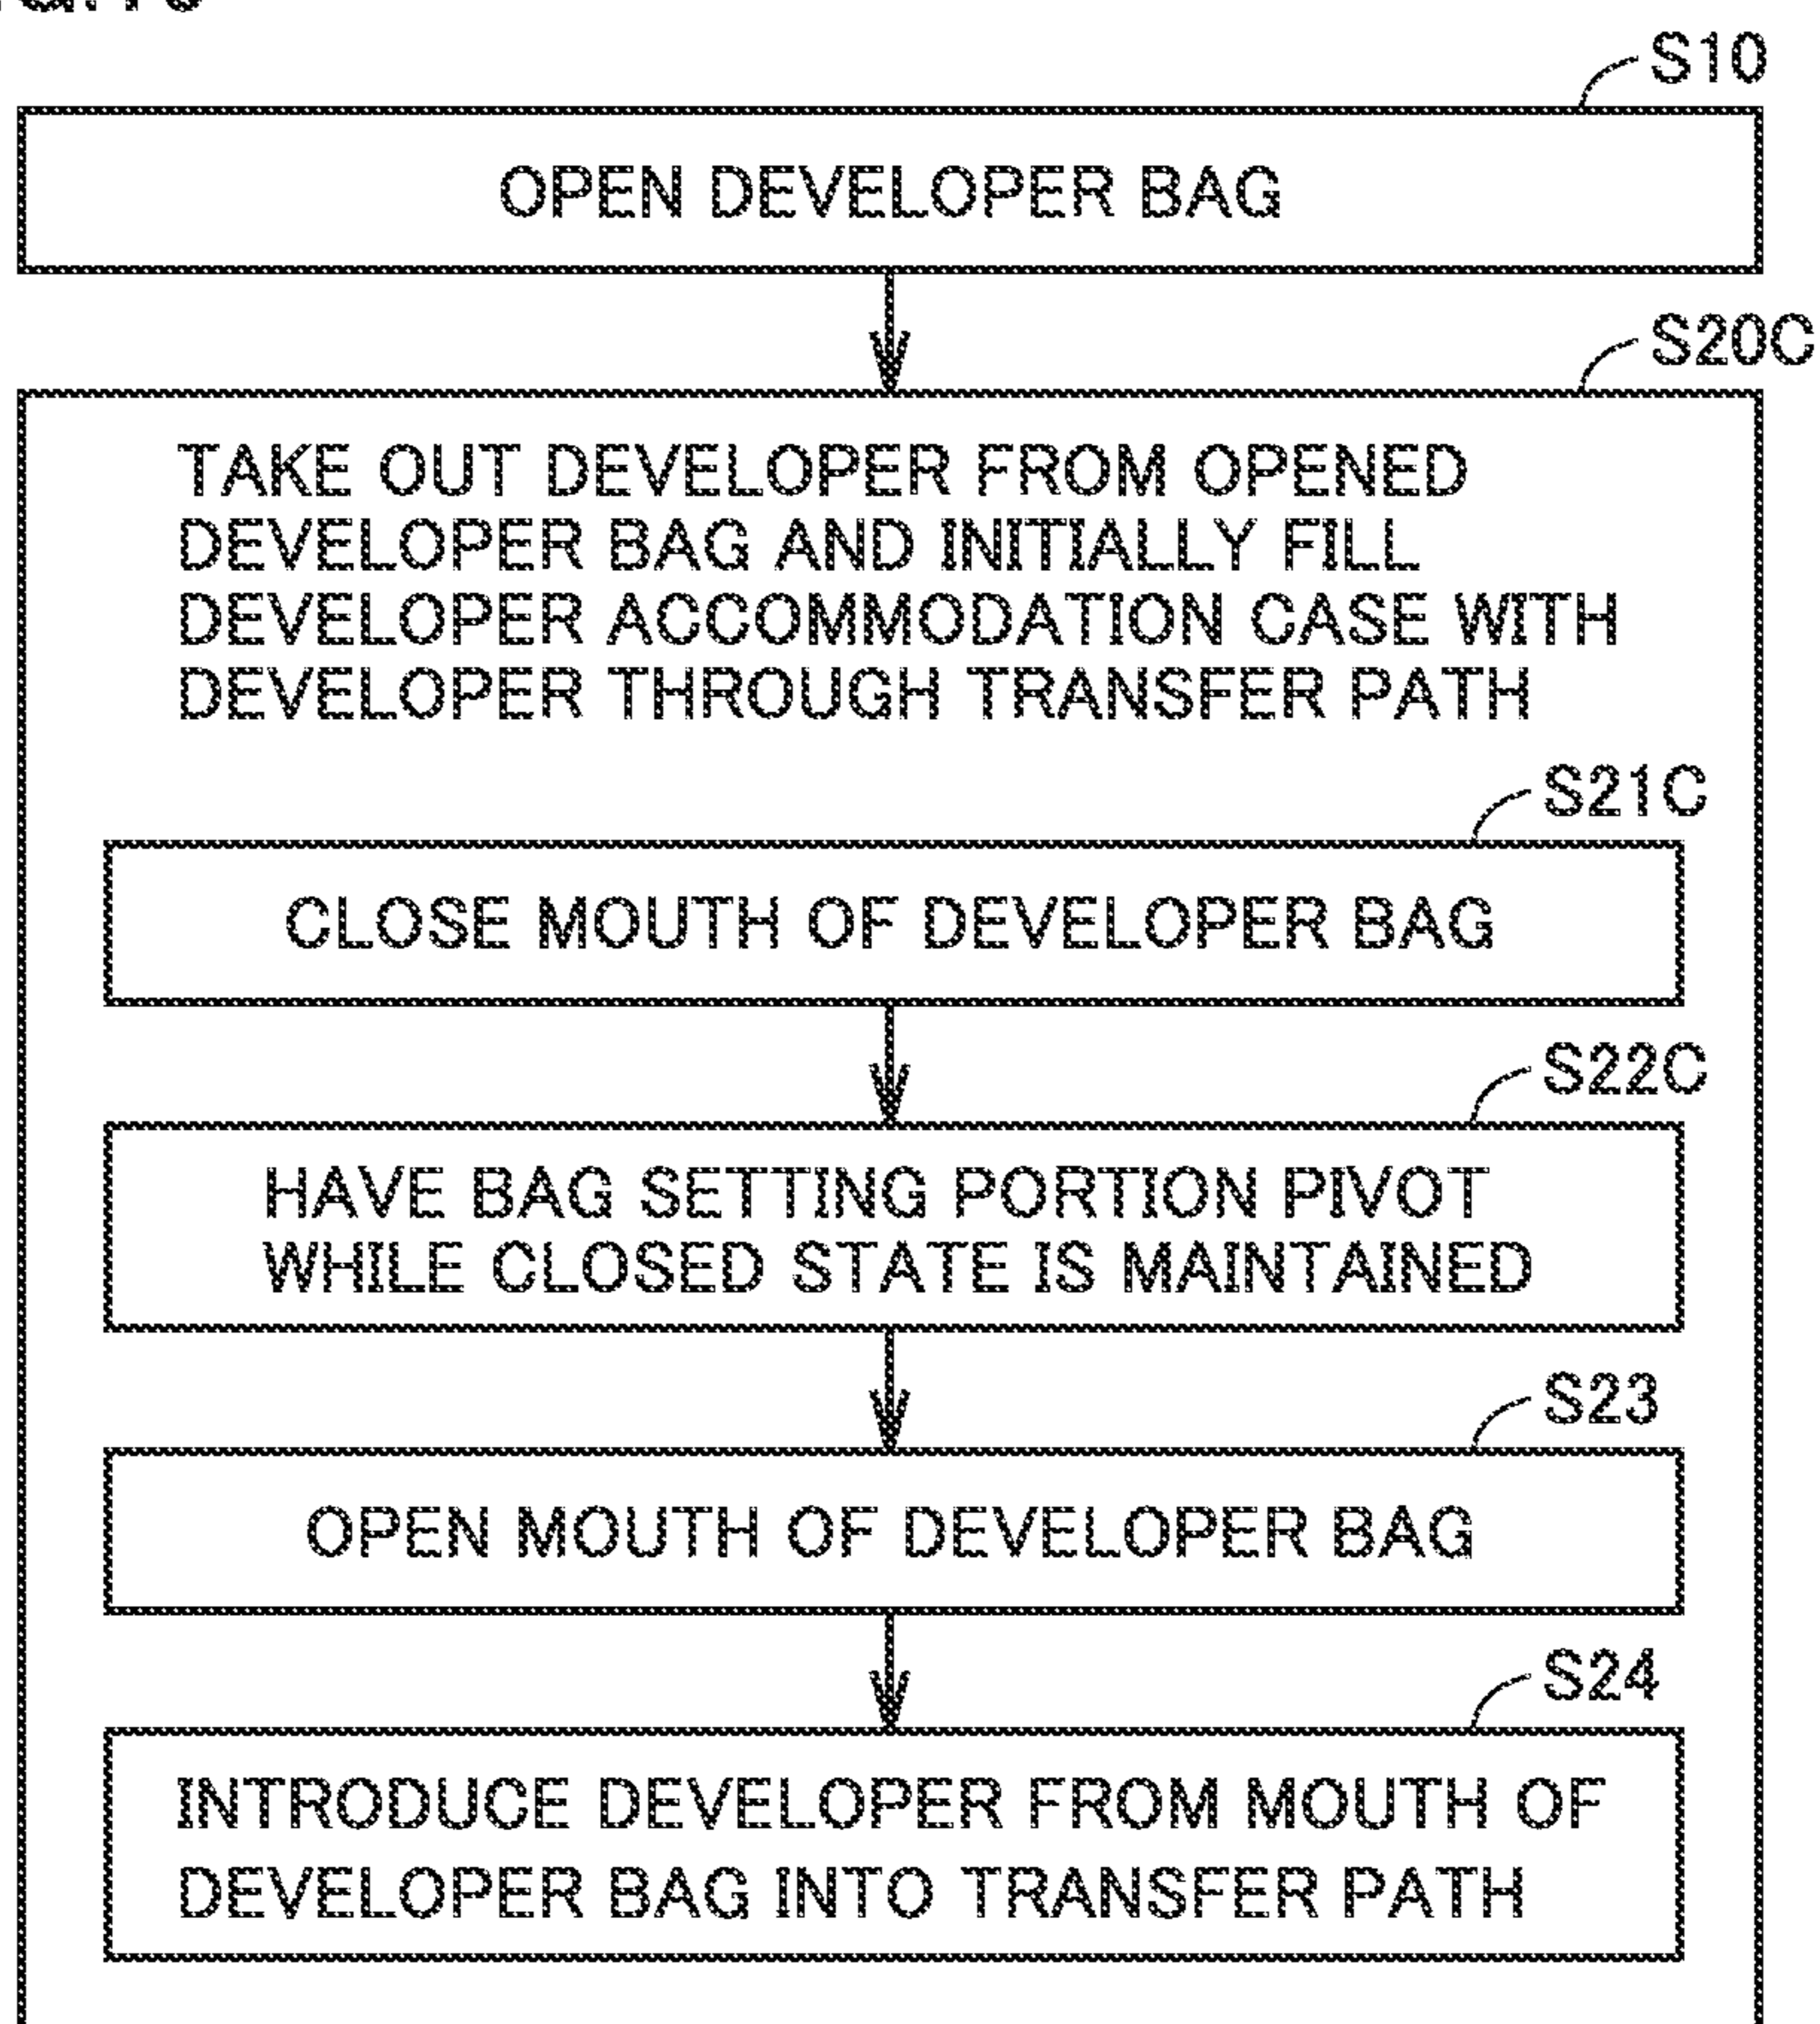 S10
OPEN DEVELOPER BAG
S20C
TAKE OUT DEVELOPER FROM OPENED
DEVELOPER BAG AND INITIALLY FILL
DEVELOPER ACCOMMODATION CASE WITH
DEVELOPER THROUGH TRANSFER PATH
S21C
CLOSE MOUTH OF DEVELOPER BAG
S22C
HAVE BAG SETTING PORTION PIVOT
WHILE CLOSED STATE IS MAINTAINED
S23
OPEN MOUTH OF DEVELOPER BAG
S24
INTRODUCE DEVELOPER FROM MOUTH OF
DEVELOPER BAG INTO TRANSFER PATH